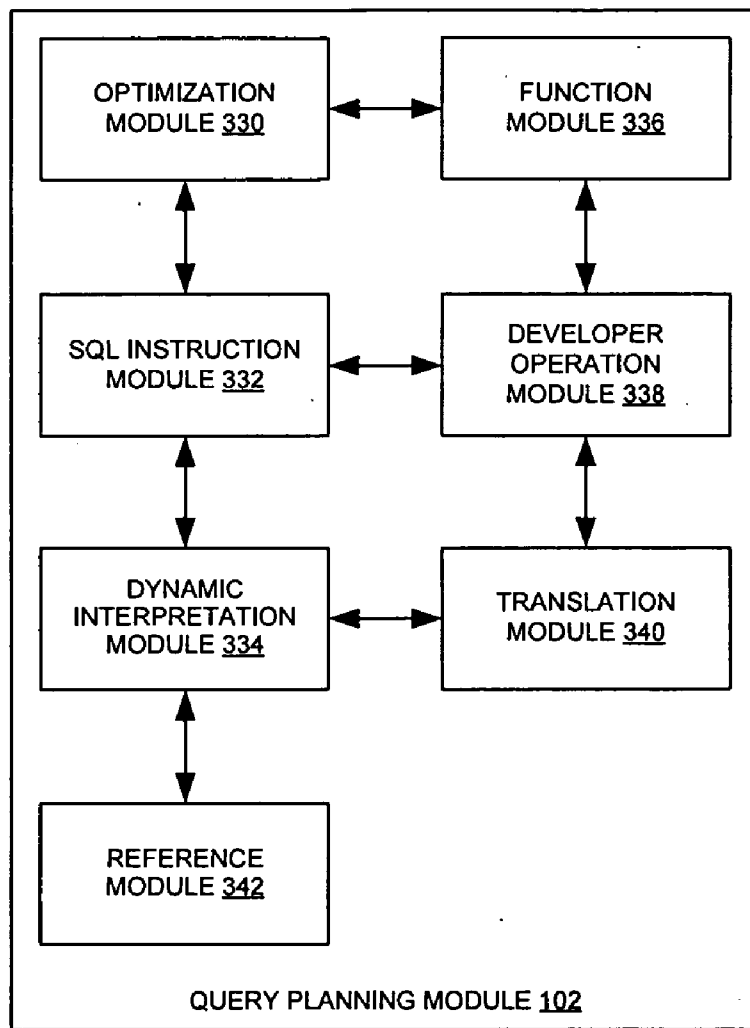 OPTIMIZATION
MODULE 330
FUNCTION
MODULE 336
SQL INSTRUCTION
MODULE 332
DEVELOPER
OPERATION
MODULE 338
DYNAMIC
INTERPRETATION
MODULE 334
TRANSLATION
MODULE 340
REFERENCE
MODULE 342
QUERY PLANNING MODULE 102